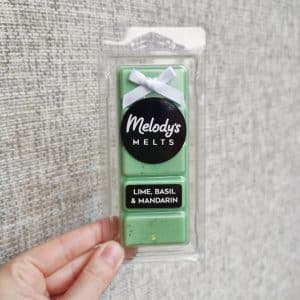 Melody's
MELTS
LIME, BASIL
& MANDARIN